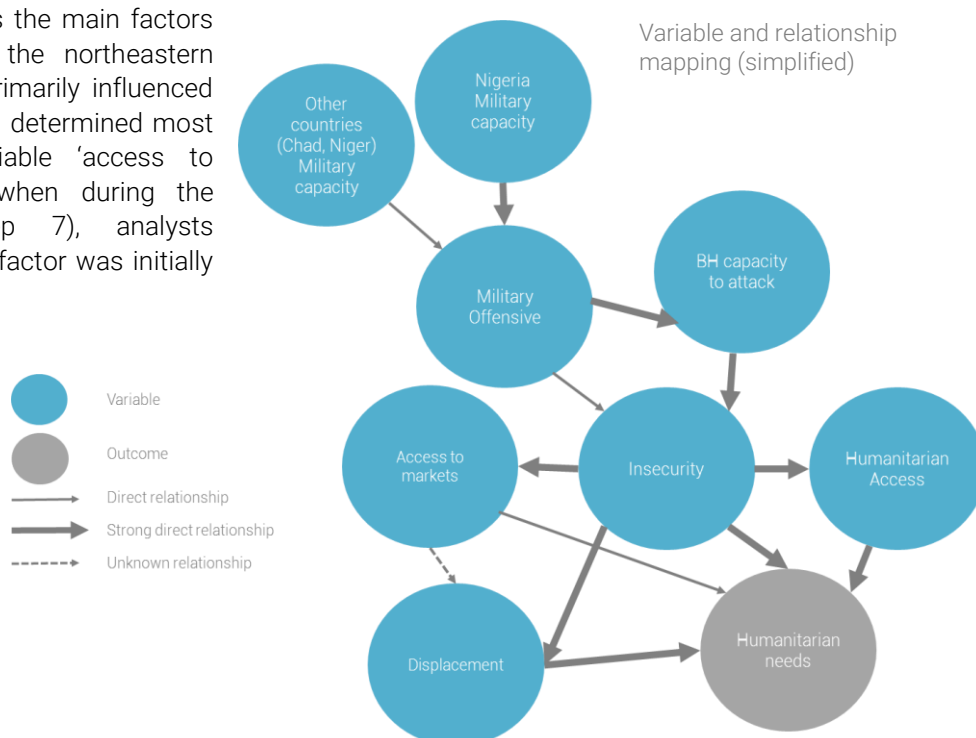 s the main factors
the northeastern
rimarily influenced
determined most
iable ‘access to
when during the
p 7), analysts
factor was initially
Variable and relationship
mapping (simplified)
Other
countries
(Chad, Niger)
Military
capacity
Nigeria
Military
capacity
Military
Offensive
BH capacity
to attack
Access to
markets
Insecurity
Humanitarian
Access
Displacement
Humanitarian
needs
Variable
Outcome
Direct relationship
Strong direct relationship
Unknown relationship